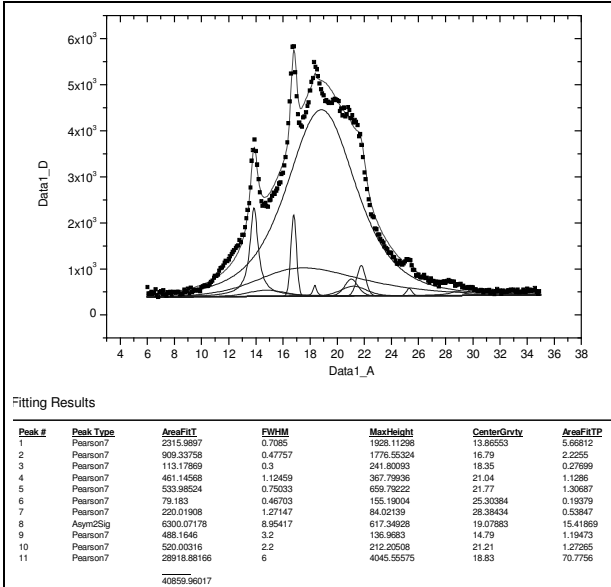 6x10³
5x10³
4x10³
3x10³
2x10³
1x10³
0
Data1_D
4 6 8 10 12 14 16 18 20 22 24 26 28 30 32 34 36 38
Data1_A
Fitting Results
Peak # Peak Type AreaFitT FWHM MaxHeight CenterGrvty AreaFitTP
1 Pearson7 2315.9897 0.7085 1928.11298 13.86553 5.66812
2 Pearson7 909.33758 0.47757 1776.55324 16.79 2.2255
3 Pearson7 113.17869 0.3 241.80093 18.35 0.27699
4 Pearson7 461.14568 1.12459 367.79936 21.04 1.1286
5 Pearson7 533.98524 0.75033 659.79222 21.77 1.30687
6 Pearson7 79.183 0.46703 155.19004 25.30384 0.19379
7 Pearson7 220.01908 1.27147 84.02139 28.38434 0.53847
8 Asym2Sig 6300.07178 8.95417 617.34928 19.07883 15.41869
9 Pearson7 488.1646 3.2 136.9683 14.79 1.19473
10 Pearson7 520.00316 2.2 212.20508 21.21 1.27265
11 Pearson7 28918.88166 6 4045.55575 18.83 70.7756
40859.96017